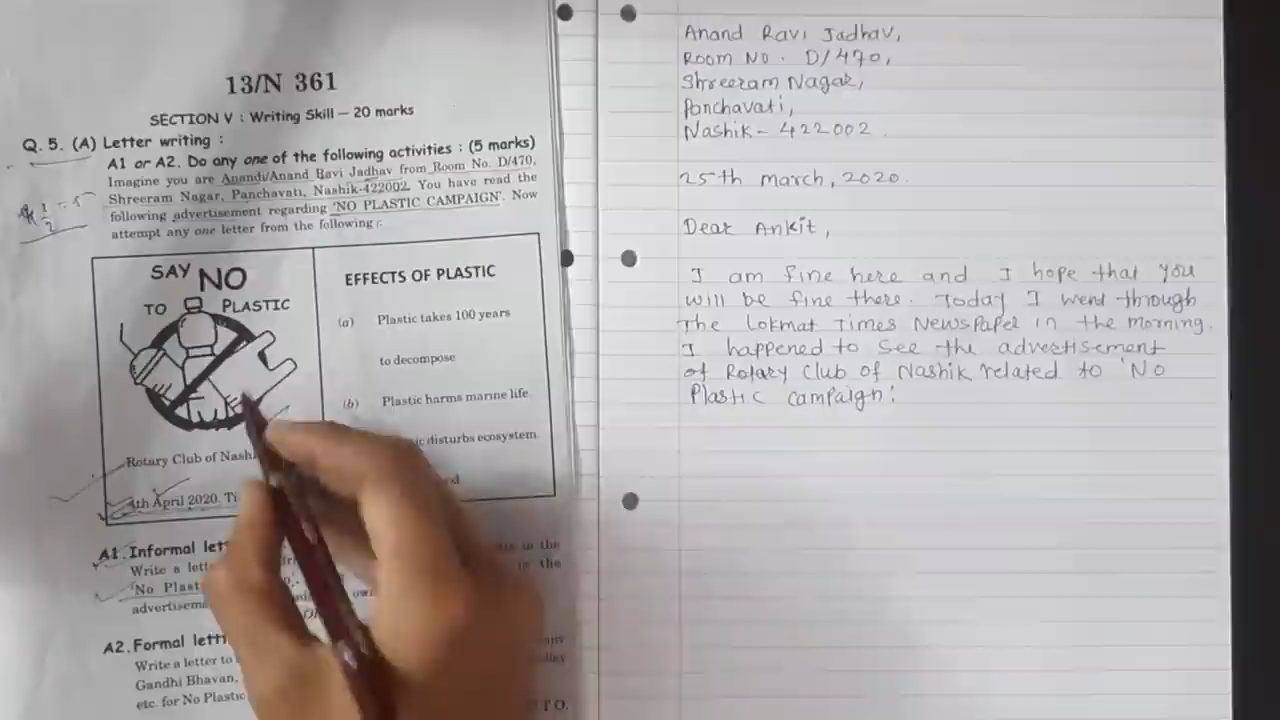 13/N 361
SECTION V : Writing Skill – 20 marks
Q. 5. (A) Letter writing :
A1 or A2. Do any one of the following activities : (5 marks)
Imagine you are Anandi/Anand Ravi Jadhav from Room No. D/470,
Shreeram Nagar, Panchavati, Nashik-422002. You have read the
following advertisement regarding 'NO PLASTIC CAMPAIGN'. Now
attempt any one letter from the following :
SAY NO
TO PLASTIC
Rotary Club of Nash
4th April 2020. Ti
EFFECTS OF PLASTIC
(a) Plastic takes 100 years
to decompose
(b) Plastic harms marine life
disturbs ecosystem
A1. Informal
Write a
'No
A2. Formal
Write a letter to
Gandhi Bhavan,
etc. for No Plastic
Anand Ravi Jadhav,
Room No. D/470,
Shreeram Nagar,
Panchavati,
Nashik - 422002.
25th march, 2020.
Dear Ankit,
I am fine here and I hope that you
will be fine there. Today I went through
The Lokmat Times Newspaper in the morning.
I happened to see the advertisement
of Rotary Club of Nashik related to 'No
Plastic campaign'.